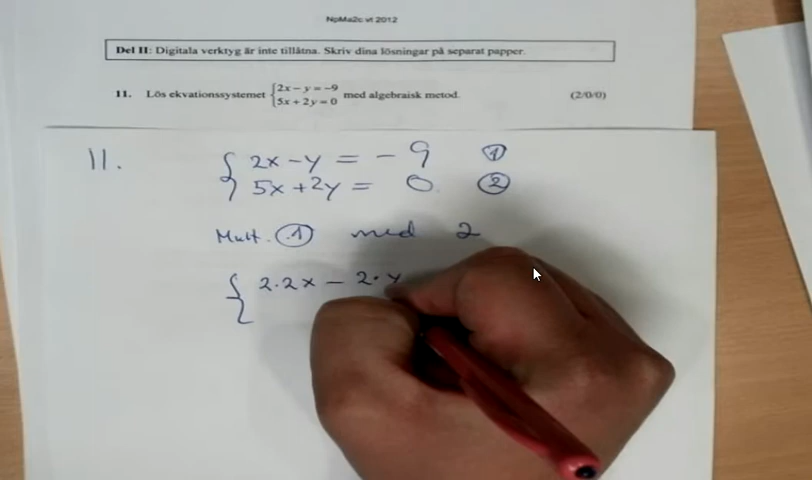 NpMa2c vt 2012
Del II: Digitala verktyg är inte tillåtna. Skriv dina lösningar på separat papper.
11. Lös ekvationssystemet {2x − y = −9 5x + 2y = 0 med algebraisk metod. (2/0/0)
11. { 2x − y = − 9 ①
5x + 2y = 0 ②
Mult. ① med 2
{ 2·2x − 2·y